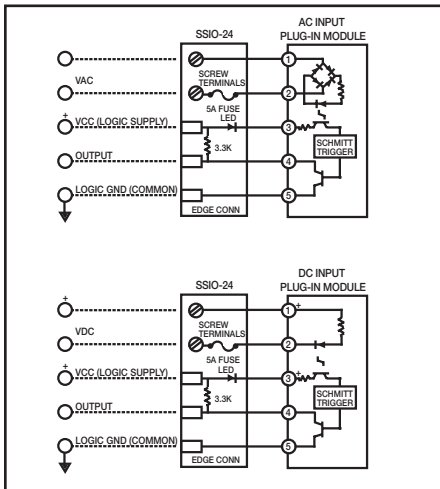 SSIO-24
AC INPUT
PLUG-IN MODULE
VAC
SCREW
TERMINALS
5A FUSE
LED
+
VCC (LOGIC SUPPLY)
3.3K
OUTPUT
LOGIC GND (COMMON)
EDGE CONN
1
2
3
4
5
SCHMITT
TRIGGER
SSIO-24
DC INPUT
PLUG-IN MODULE
+
VDC
SCREW
TERMINALS
5A FUSE
LED
+
VCC (LOGIC SUPPLY)
3.3K
OUTPUT
LOGIC GND (COMMON)
EDGE CONN
1 +
2
3 +
4
5
SCHMITT
TRIGGER